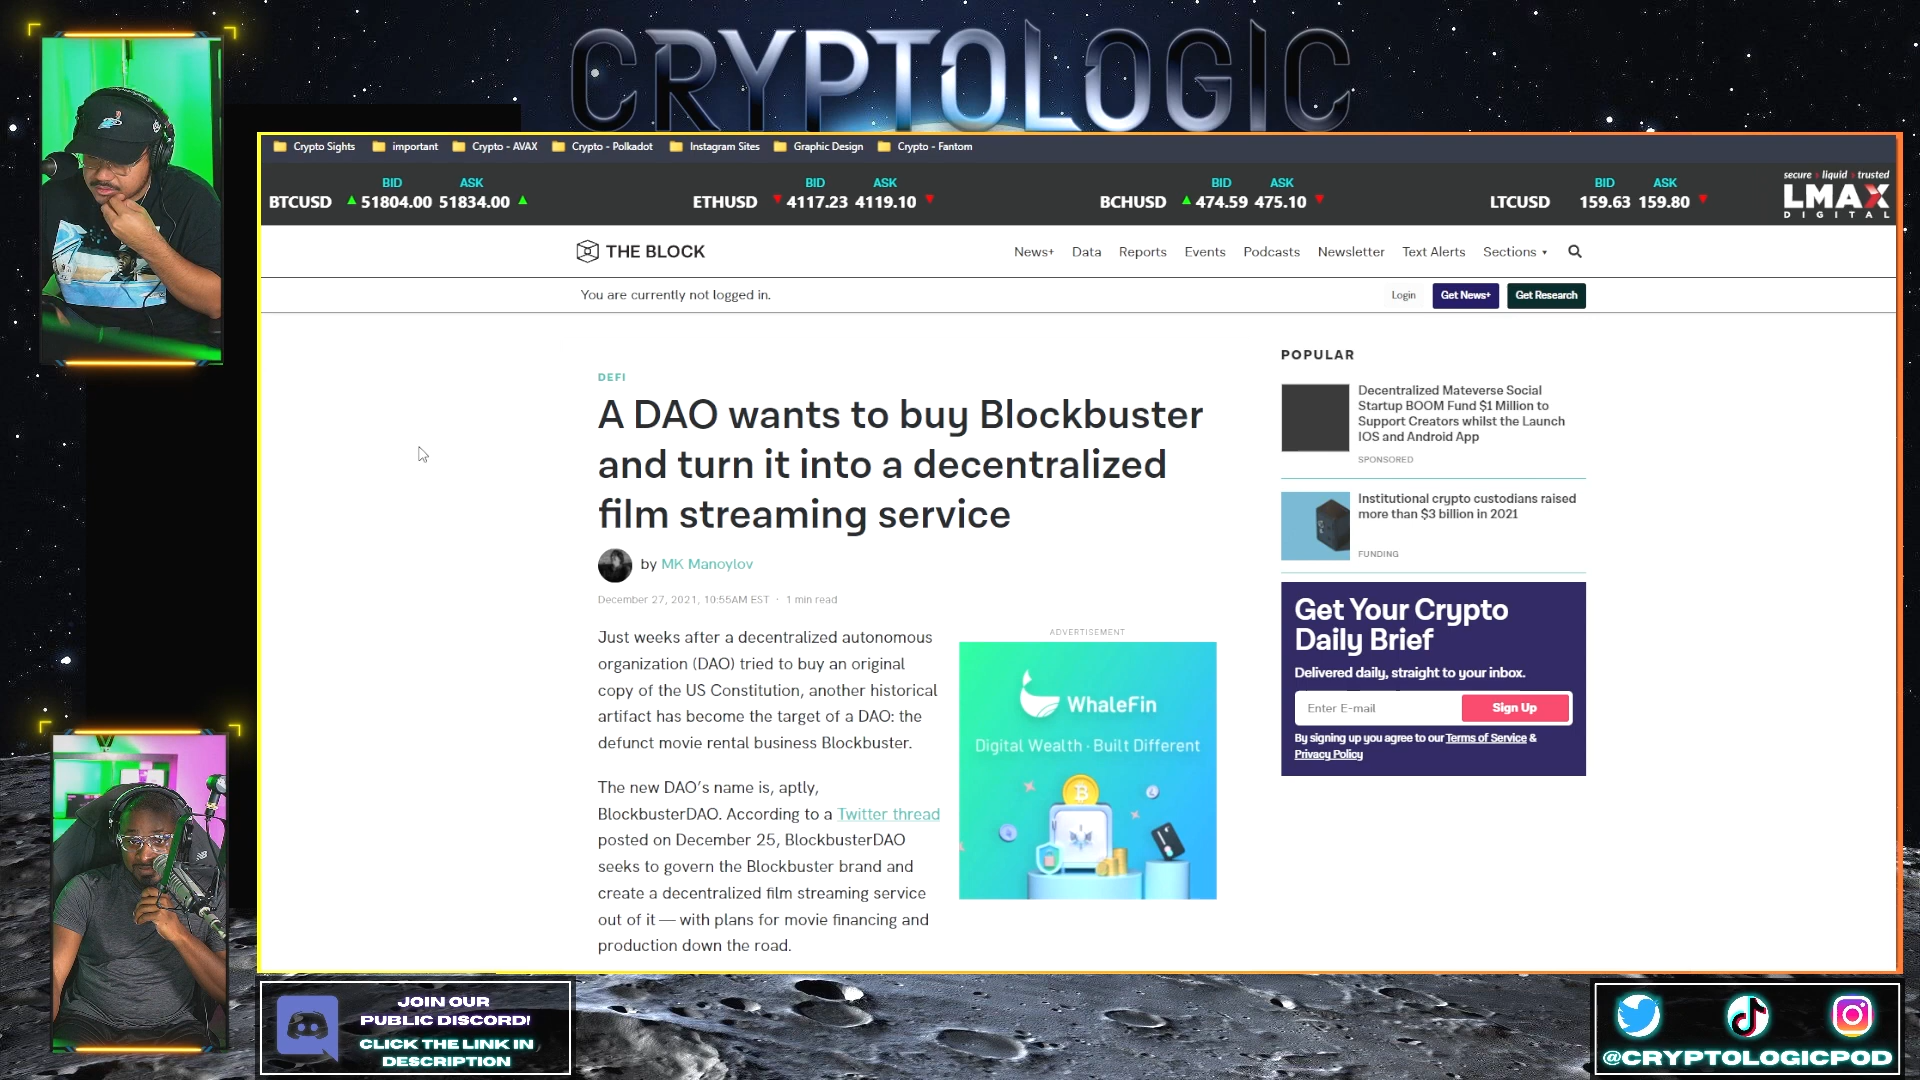 CRYPTOLOGIC
Crypto Sights
important
Crypto - AVAX
Crypto - Polkadot
Instagram Sites
Graphic Design
Crypto - Fantom
BID ASK
BTCUSD 51804.00 51834.00
BID ASK
ETHUSD 4117.23 4119.10
BID ASK
BCHUSD 474.59 475.10
BID ASK
LTCUSD 159.63 159.80
secure liquid trusted
LMAX
DIGITAL
THE BLOCK
News+ Data Reports Events Podcasts Newsletter Text Alerts Sections
You are currently not logged in.
Login
Get News+
Get Research
DEFI
A DAO wants to buy Blockbuster
and turn it into a decentralized
film streaming service
by MK Manoylov
December 27, 2021, 10:55AM EST · 1 min read
Just weeks after a decentralized autonomous
organization (DAO) tried to buy an original
copy of the US Constitution, another historical
artifact has become the target of a DAO: the
defunct movie rental business Blockbuster.
The new DAO’s name is, aptly,
BlockbusterDAO. According to a Twitter thread
posted on December 25, BlockbusterDAO
seeks to govern the Blockbuster brand and
create a decentralized film streaming service
out of it — with plans for movie financing and
production down the road.
ADVERTISEMENT
WhaleFin
Digital Wealth · Built Different
POPULAR
Decentralized Mateverse Social
Startup BOOM Fund $1 Million to
Support Creators whilst the Launch
IOS and Android App
SPONSORED
Institutional crypto custodians raised
more than $3 billion in 2021
FUNDING
Get Your Crypto
Daily Brief
Delivered daily, straight to your inbox.
Enter E-mail
Sign Up
By signing up you agree to our Terms of Service &
Privacy Policy
JOIN OUR
PUBLIC DISCORD!
CLICK THE LINK IN
DESCRIPTION
@CRYPTOLOGICPOD